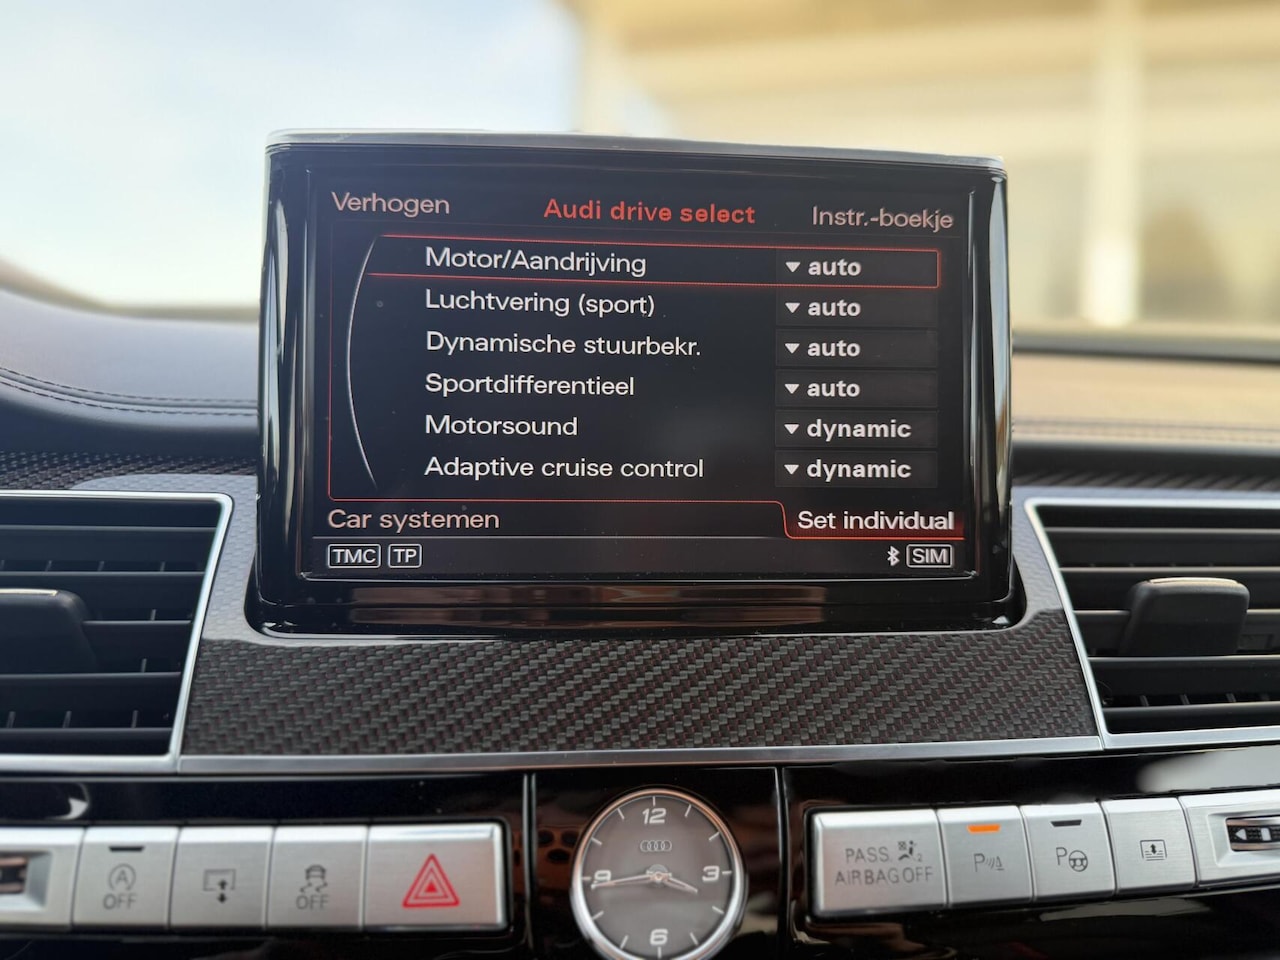 Verhogen Audi drive select Instr.-boekje
Motor/Aandrijving auto
Luchtvering (sport) auto
Dynamische stuurbekr. auto
Sportdifferentieel auto
Motorsound dynamic
Adaptive cruise control dynamic
Car systemen Set individual
TMC TP SIM
A OFF
OFF
12
3
6
9
PASS. AIRBAG OFF
P
P